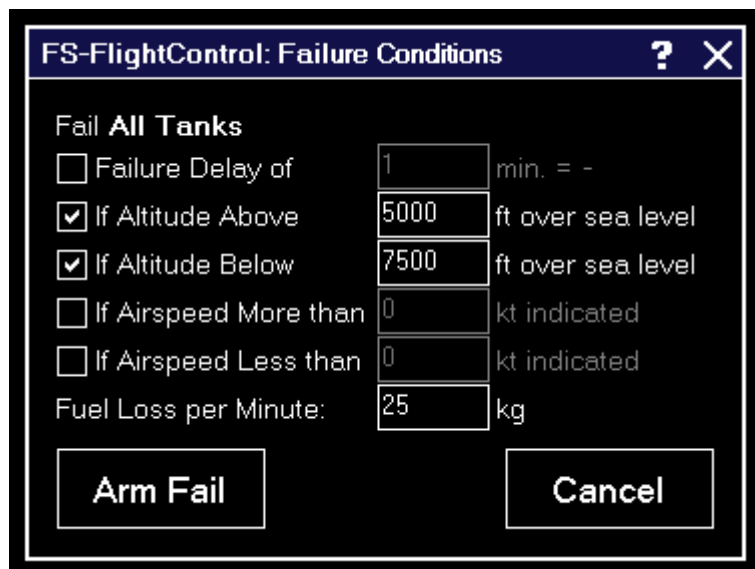 FS-FlightControl: Failure Conditions ? X
Fail All Tanks
Failure Delay of 1 min. = -
If Altitude Above 5000 ft over sea level
If Altitude Below 7500 ft over sea level
If Airspeed More than 0 kt indicated
If Airspeed Less than 0 kt indicated
Fuel Loss per Minute: 25 kg
Arm Fail Cancel